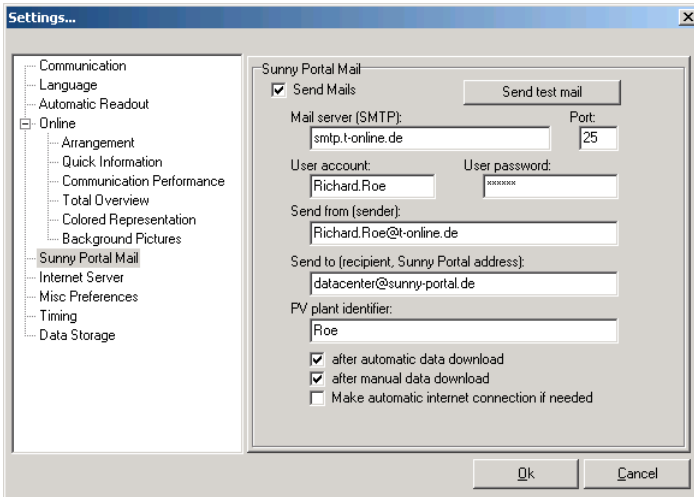 Settings...
Communication
Language
Automatic Readout
Online
Arrangement
Quick Information
Communication Performance
Total Overview
Colored Representation
Background Pictures
Sunny Portal Mail
Internet Server
Misc Preferences
Timing
Data Storage
Sunny Portal Mail
Send Mails Send test mail
Mail server (SMTP): Port:
smtp.t-online.de 25
User account: User password:
Richard.Roe ××××××
Send from (sender):
Richard.Roe@t-online.de
Send to (recipient, Sunny Portal address):
datacenter@sunny-portal.de
PV plant identifier:
Roe
after automatic data download
after manual data download
Make automatic internet connection if needed
Ok Cancel